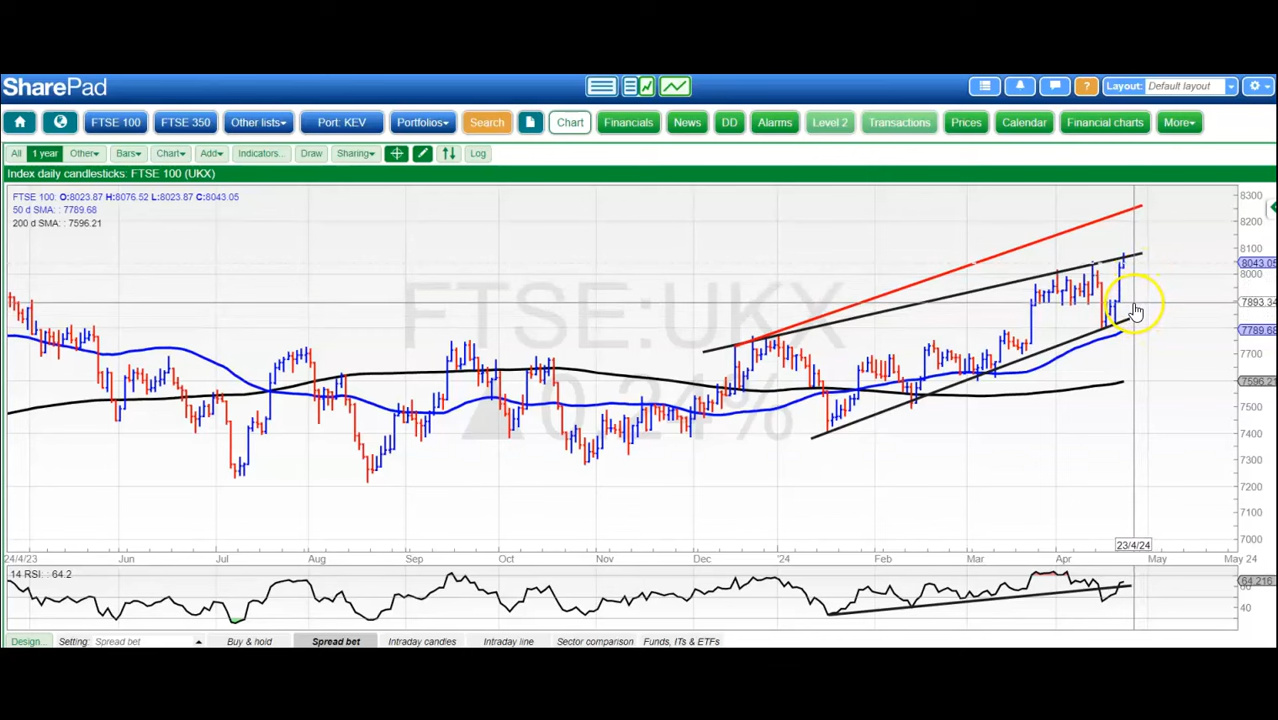 SharePad
Layout: Default layout
FTSE 100 FTSE 350 Other lists Port: KEV Portfolios Search Chart Financials News DD Alarms Level 2 Transactions Prices Calendar Financial charts More
All 1 year Other Bars Chart Add Indicators... Draw Sharing Log
Index daily candlesticks: FTSE 100 (UKX)
FTSE 100: O:8023.87 H:8076.52 L:8023.87 C:8043.05
50 d SMA: : 7789.68
200 d SMA: : 7596.21
FTSE:UKX
0.24%
8300
8200
8100
8043.05
8000
7893.34
7789.68
7700
7596.21
7500
7400
7300
7200
7100
7000
23/4/24
24/4/23 Jun Jul Aug Sep Oct Nov Dec '24 Feb Mar Apr May May 24
14 RSI: : 64.2
64.216
60
40
Design... Setting: Spread bet Buy & hold Spread bet Intraday candles Intraday line Sector comparison Funds, ITs & ETFs